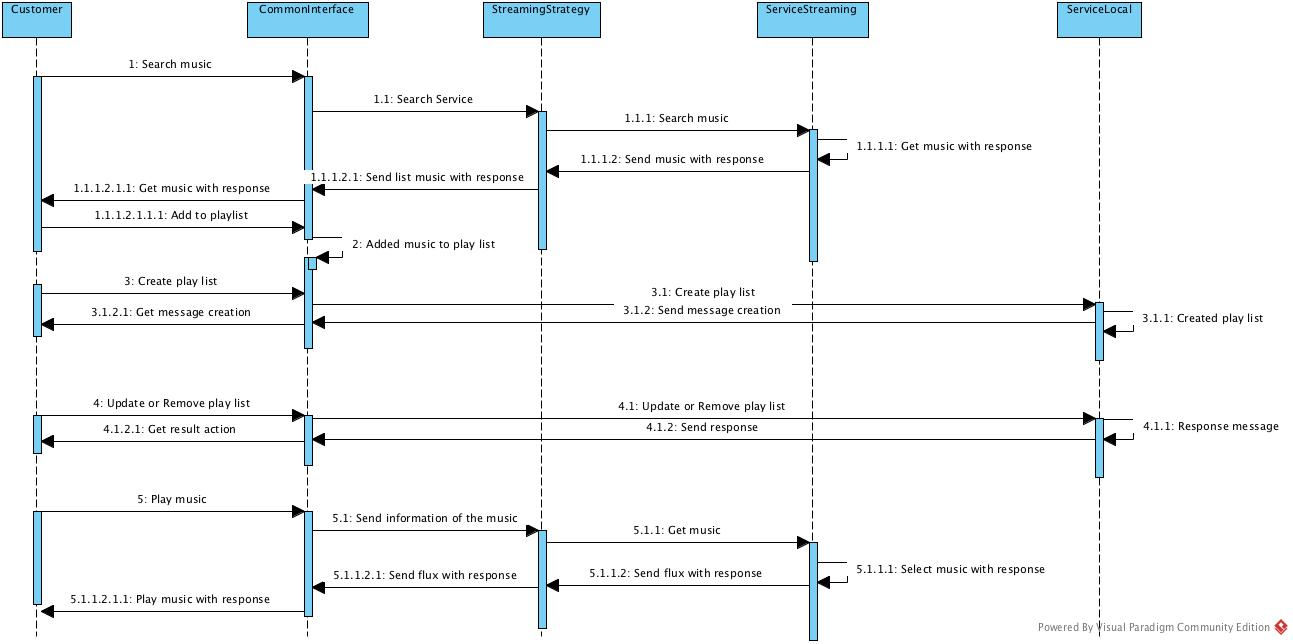 Customer
CommonInterface
StreamingStrategy
ServiceStreaming
ServiceLocal
1: Search music
1.1: Search Service
1.1.1: Search music
1.1.1.1: Get music with response
1.1.1.2: Send music with response
1.1.1.2.1: Send list music with response
1.1.1.2.1.1: Get music with response
1.1.1.2.1.1.1: Add to playlist
2: Added music to play list
3: Create play list
3.1: Create play list
3.1.2: Send message creation
3.1.2.1: Get message creation
3.1.1: Created play list
4: Update or Remove play list
4.1: Update or Remove play list
4.1.2: Send response
4.1.2.1: Get result action
4.1.1: Response message
5: Play music
5.1: Send information of the music
5.1.1: Get music
5.1.1.1: Select music with response
5.1.1.2: Send flux with response
5.1.1.2.1: Send flux with response
5.1.1.2.1.1: Play music with response
Powered By Visual Paradigm Community Edition